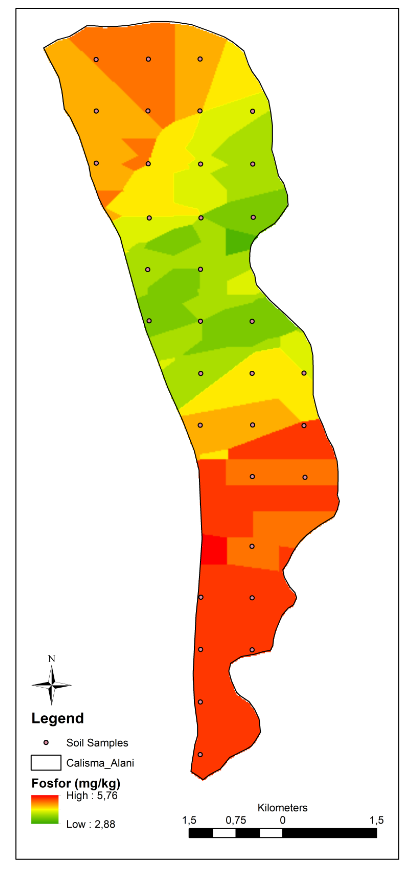 N
Legend
Soil Samples
Calisma_Alani
Fosfor (mg/kg)
High : 5,76
Low : 2,88
Kilometers
1,5 0,75 0 1,5